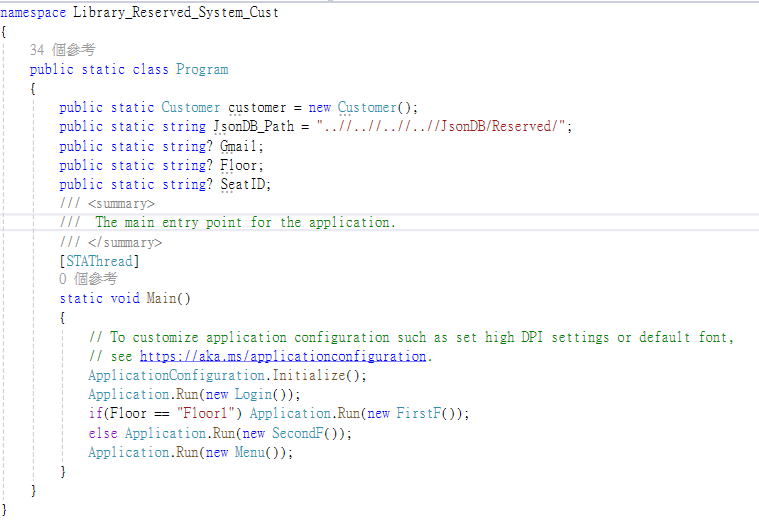 namespace Library_Reserved_System_Cust
{
34 個參考
public static class Program
{
public static Customer customer = new Customer();
public static string JsonDB_Path = "..//..//..//..//JsonDB/Reserved/";
public static string? Gmail;
public static string? Floor;
public static string? SeatID;
/// <summary>
///  The main entry point for the application.
/// </summary>
[STAThread]
0 個參考
static void Main()
{
// To customize application configuration such as set high DPI settings or default font,
// see https://aka.ms/applicationconfiguration.
ApplicationConfiguration.Initialize();
Application.Run(new Login());
if(Floor == "Floor1") Application.Run(new FirstF());
else Application.Run(new SecondF());
Application.Run(new Menu());
}
}
}